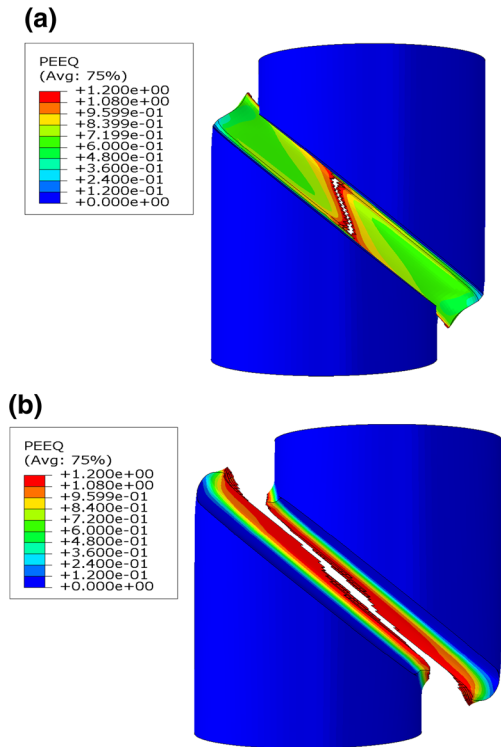 (a)
PEEQ
(Avg: 75%)
+1.200e+00
+1.080e+00
+9.599e-01
+8.399e-01
+7.199e-01
+6.000e-01
+4.800e-01
+3.600e-01
+2.400e-01
+1.200e-01
+0.000e+00
(b)
PEEQ
(Avg: 75%)
+1.200e+00
+1.080e+00
+9.599e-01
+8.400e-01
+7.200e-01
+6.000e-01
+4.800e-01
+3.600e-01
+2.400e-01
+1.200e-01
+0.000e+00